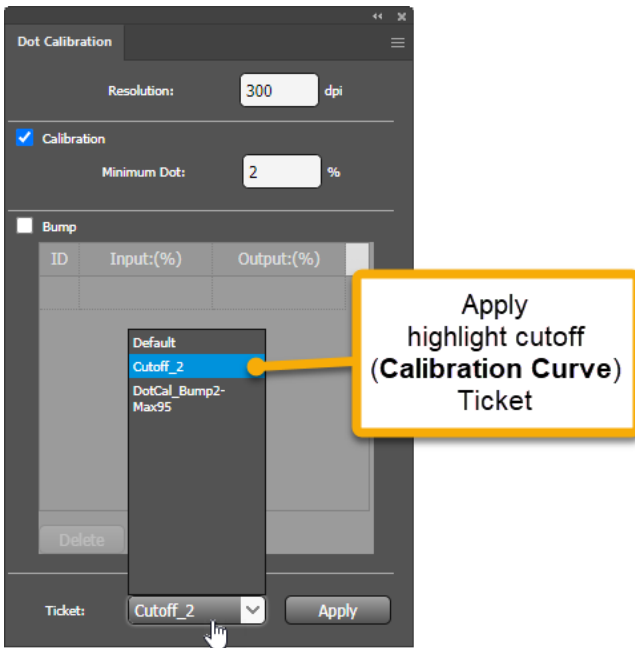 Dot Calibration
Resolution: 300 dpi
Calibration
Minimum Dot: 2 %
Bump
ID Input:(%) Output:(%)
Default
Cutoff_2
DotCal_Bump2-
Max95
Apply
highlight cutoff
(Calibration Curve)
Ticket
Delete
Ticket: Cutoff_2 Apply